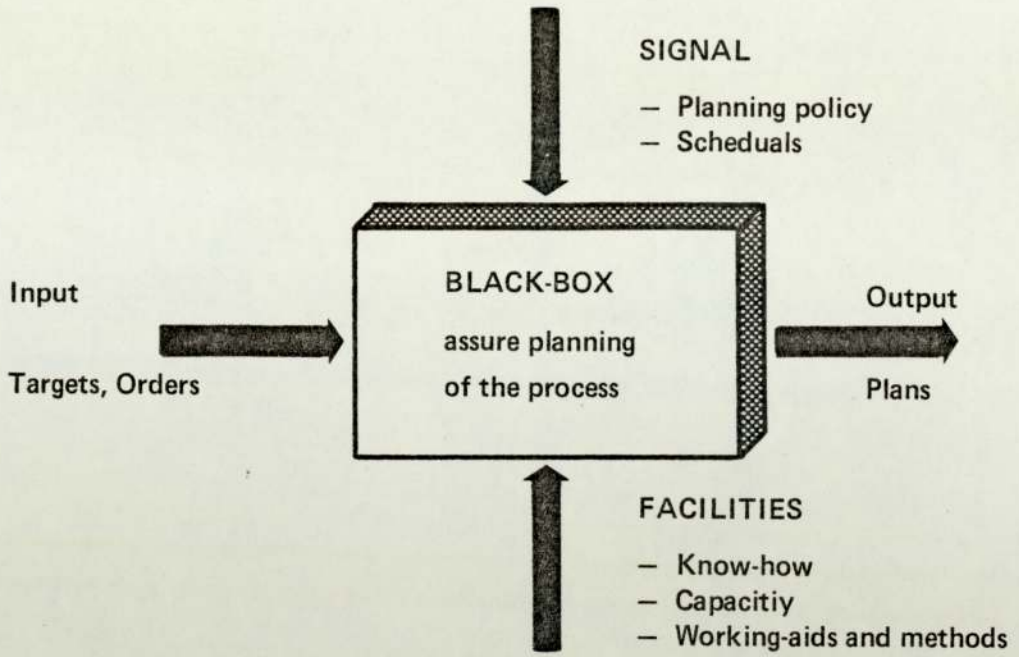 SIGNAL
— Planning policy
— Scheduals
Input
Targets, Orders
BLACK-BOX
assure planning
of the process
Output
Plans
FACILITIES
— Know-how
— Capacitiy
— Working-aids and methods